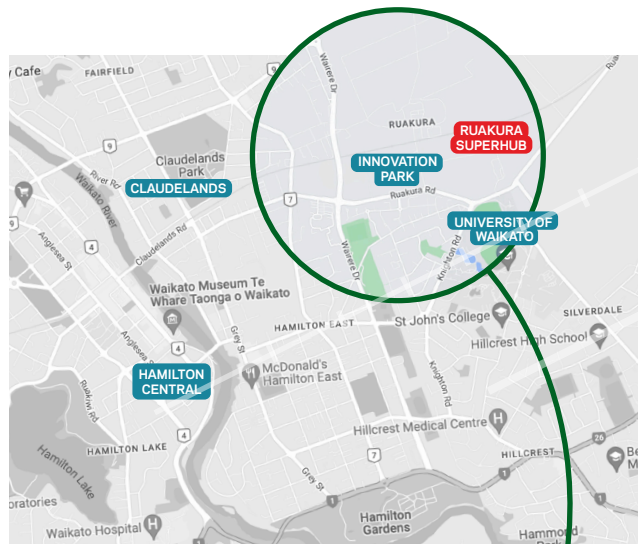 y Cafe
FAIRFIELD
9
Wairere Dr
Rua
RUAKURA
RUAKURA
SUPERHUB
9
Claudelands
Park
INNOVATION
PARK
River Rd
CLAUDELANDS
Ruakura Rd
7
Waikato River
9
UNIVERSITY OF
WAIKATO
Anglesea St
4
Claudelands Rd
Wairere Dr
Knighton Rd
Waikato Museum Te
Whare Taonga o Waikato
SILVERDALE
St John's College
HAMILTON EAST
Hillcrest High School
Grey St
Anglesea St
4
HAMILTON
CENTRAL
McDonald's
Hamilton East
Knighton Rd
Ruakiwi Rd
Hillcrest Medical Centre
4
26
HAMILTON LAKE
7
HILLCREST
Be
M
Hamilton Lake
Grey St
1
1
oratories
Hamilton
Gardens
Waikato Hospital
Hammond